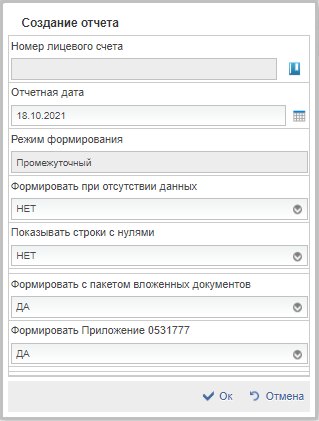 Создание отчета
Номер лицевого счета
Отчетная дата
18.10.2021
Режим формирования
Промежуточный
Формировать при отсутствии данных
НЕТ
Показывать строки с нулями
НЕТ
Формировать с пакетом вложенных документов
ДА
Формировать Приложение 0531777
ДА
Ок Отмена